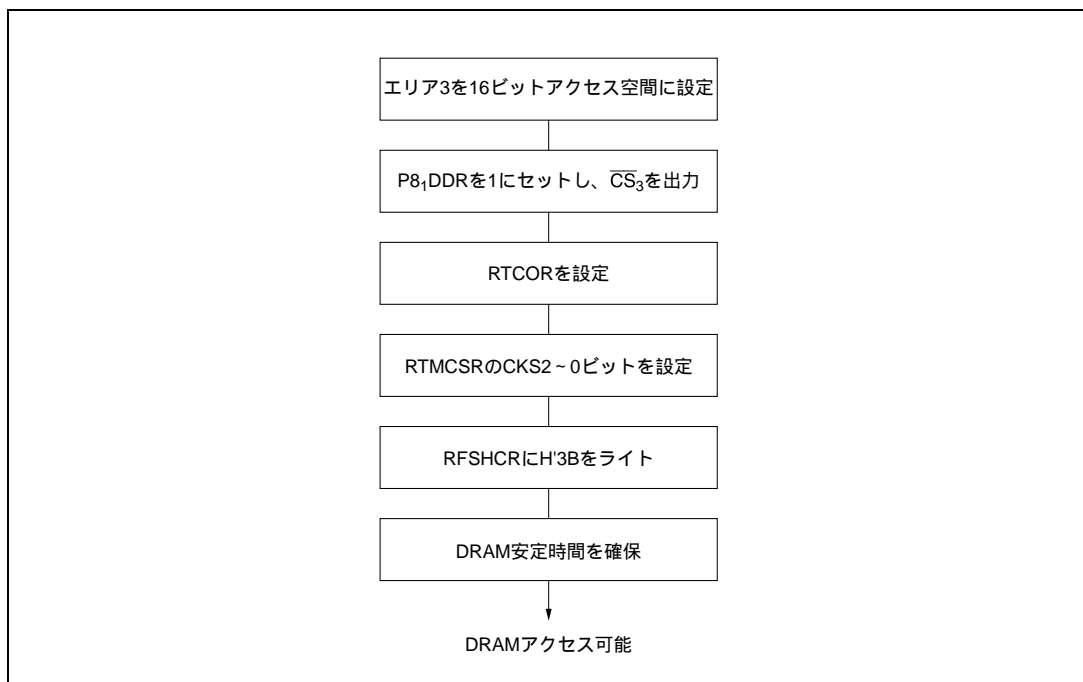 エリア3を16ビットアクセス空間に設定
P8₁DDRを1にセットし、C̅S̅₃を出力
RTCORを設定
RTMCSRのCKS2~0ビットを設定
RFSHCRにH'3Bをライト
DRAM安定時間を確保
DRAMアクセス可能